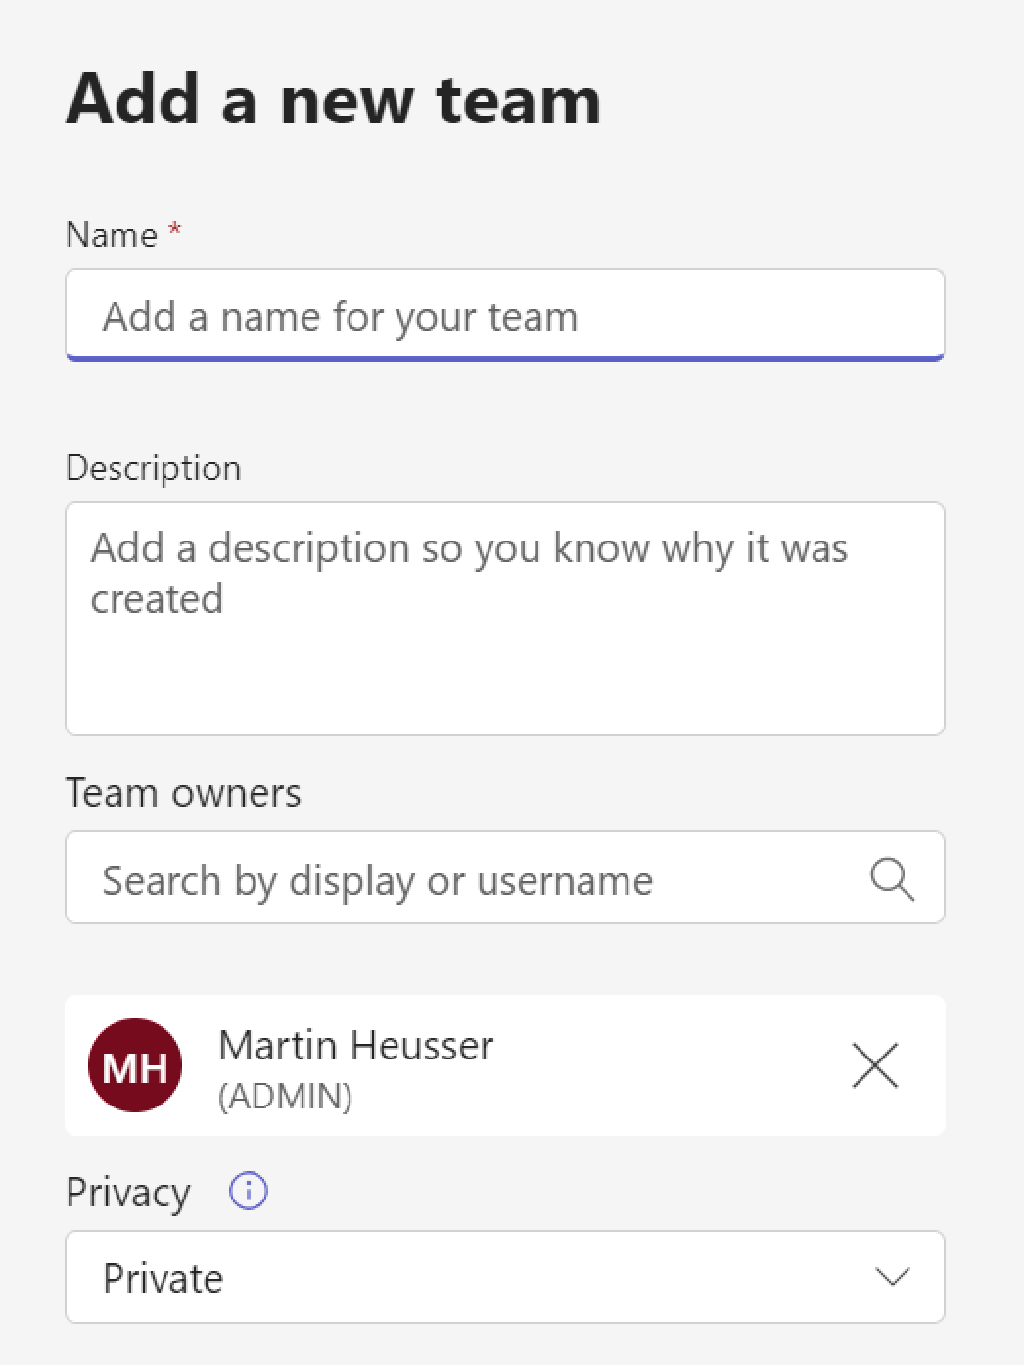 Add a new team
Name *
Add a name for your team
Description
Add a description so you know why it was
created
Team owners
Search by display or username
MH
Martin Heusser
(ADMIN)
Privacy
Private